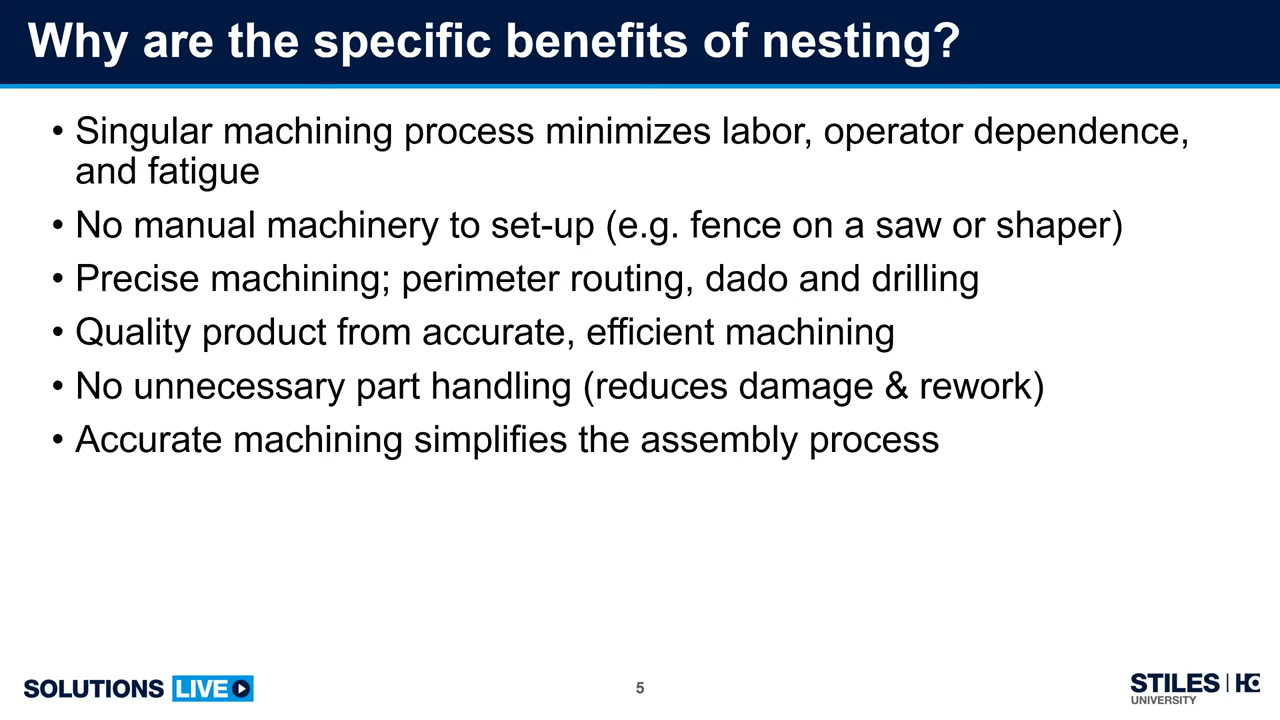 Why are the specific benefits of nesting?
• Singular machining process minimizes labor, operator dependence,
and fatigue
• No manual machinery to set-up (e.g. fence on a saw or shaper)
• Precise machining; perimeter routing, dado and drilling
• Quality product from accurate, efficient machining
• No unnecessary part handling (reduces damage & rework)
• Accurate machining simplifies the assembly process
SOLUTIONS LIVE
5
STILES
UNIVERSITY